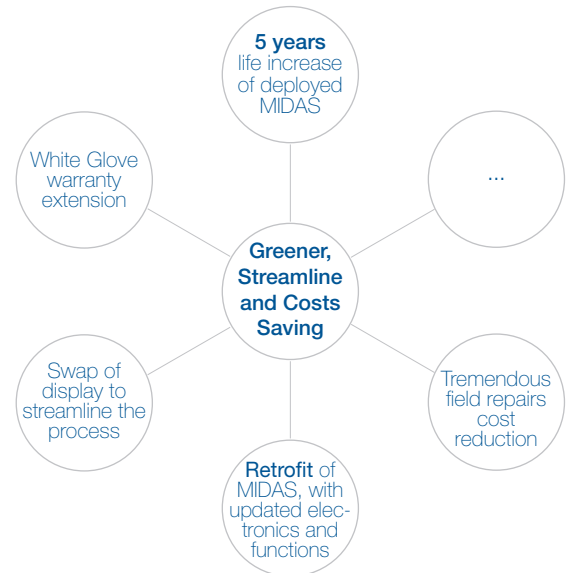 5 years
life increase
of deployed
MIDAS
White Glove
warranty
extension
...
Greener,
Streamline
and Costs
Saving
Swap of
display to
streamline the
process
Tremendous
field repairs
cost
reduction
Retrofit of
MIDAS, with
updated elec-
tronics and
functions